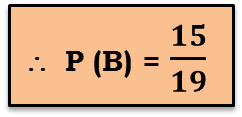 ∴ P (B) = 15/19